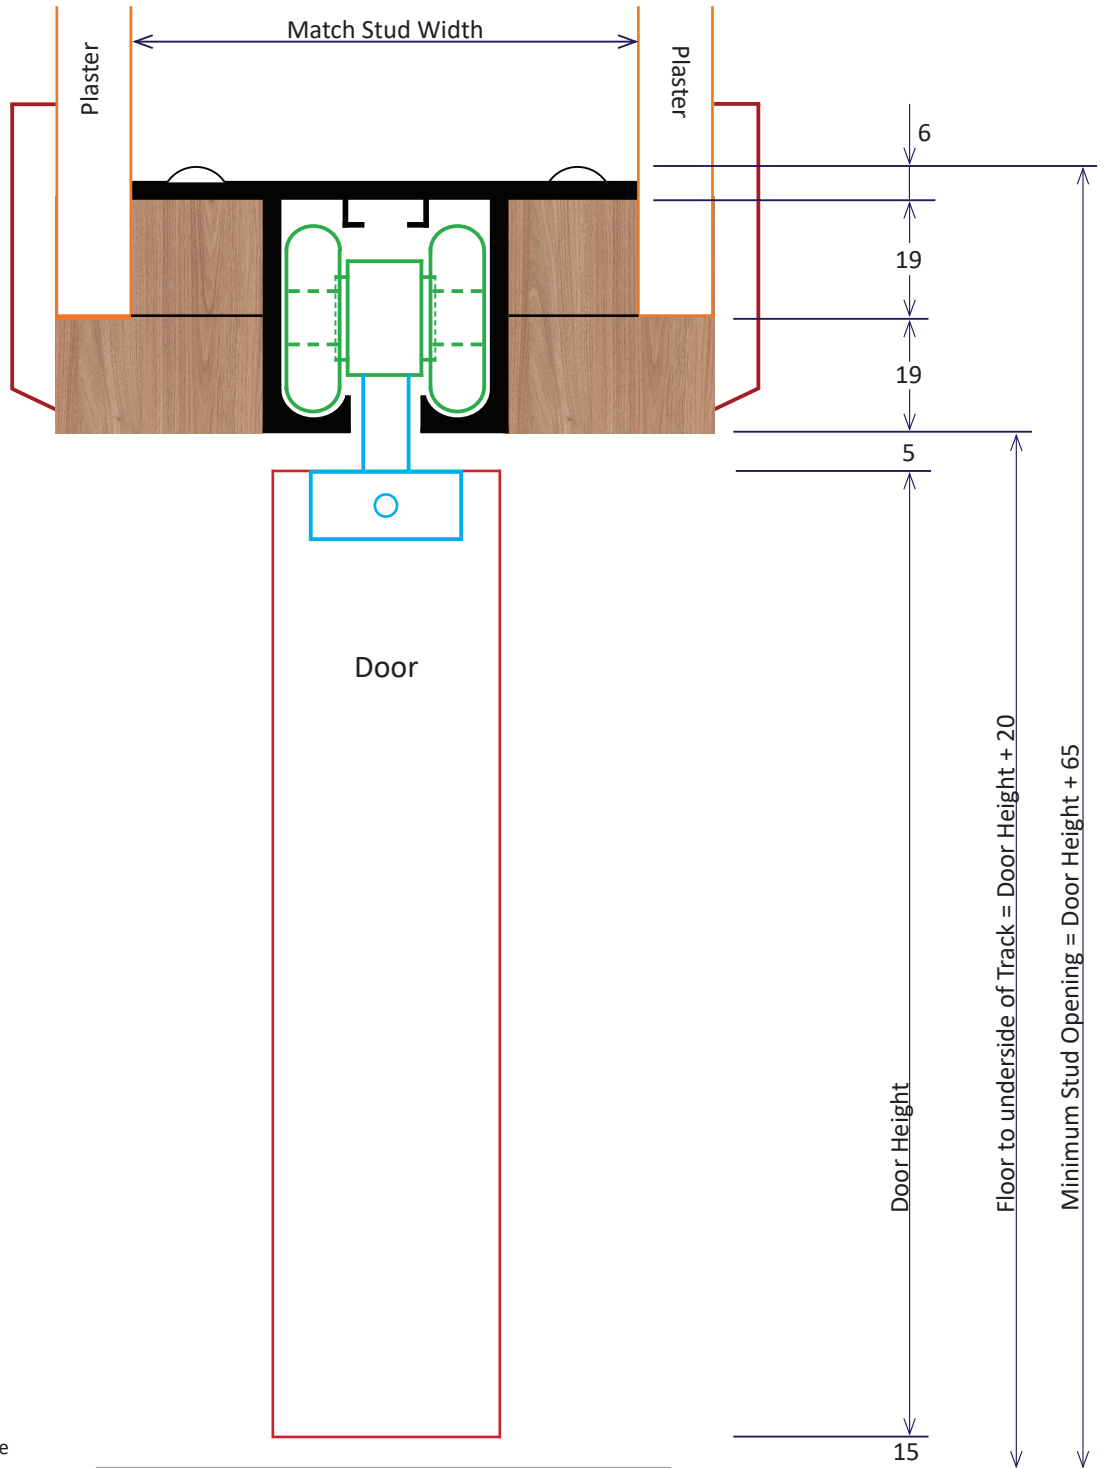 Match Stud Width
Plaster
Plaster
6
19
19
5
Door
Door Height
Floor to underside of Track = Door Height + 20
Minimum Stud Opening = Door Height + 65
15
e